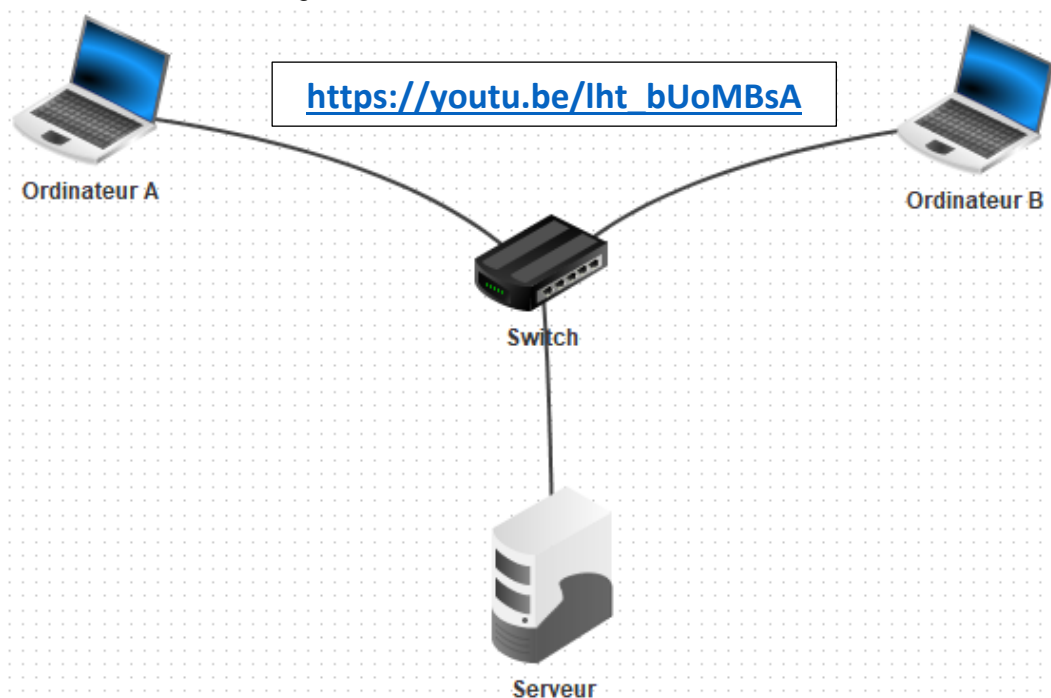 https://youtu.be/lht_bUoMBsA
Ordinateur A
Ordinateur B
Switch
Serveur